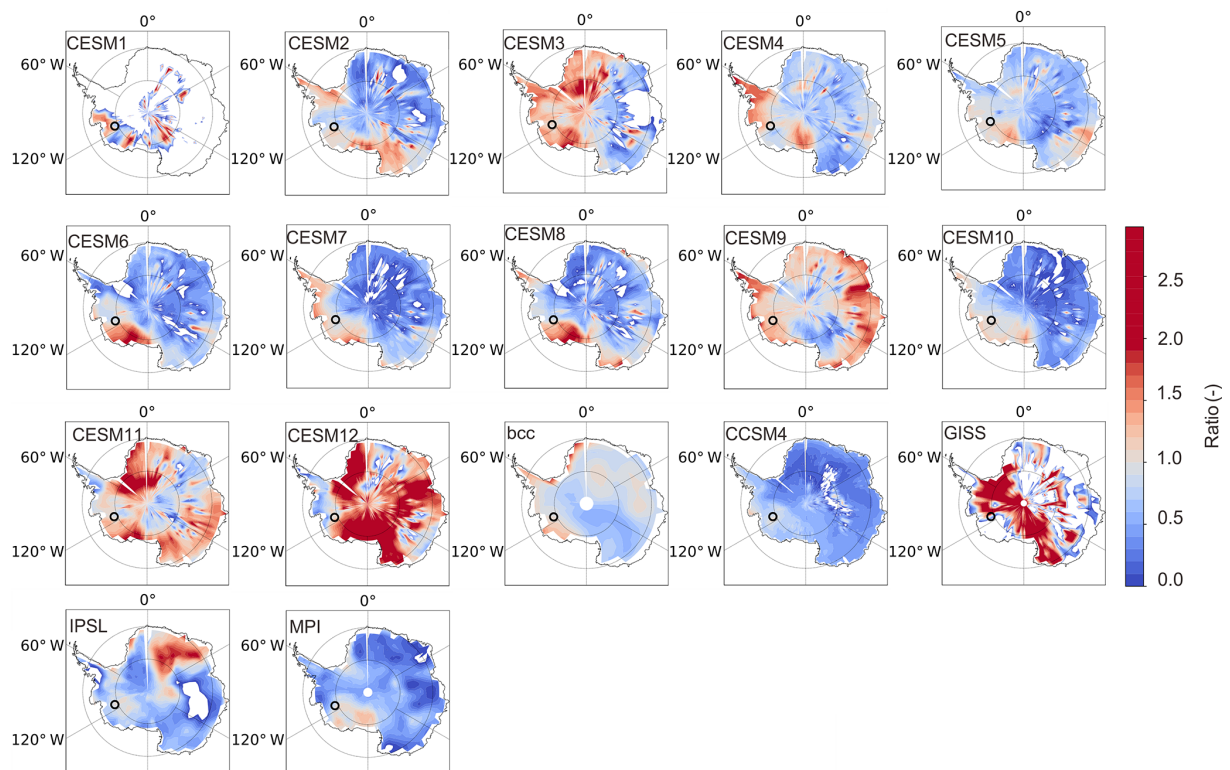 0° 0° 0° 0° 0°
CESM1 CESM2 CESM3 CESM4 CESM5
60° W 60° W 60° W 60° W 60° W
120° W 120° W 120° W 120° W 120° W
0° 0° 0° 0° 0°
CESM6 CESM7 CESM8 CESM9 CESM10
60° W 60° W 60° W 60° W 60° W
120° W 120° W 120° W 120° W 120° W
0° 0° 0° 0° 0°
CESM11 CESM12 bcc CCSM4 GISS
60° W 60° W 60° W 60° W 60° W
120° W 120° W 120° W 120° W 120° W
0° 0°
IPSL MPI
60° W 60° W
120° W 120° W
2.5
2.0
1.5
1.0
0.5
0.0
Ratio (-)